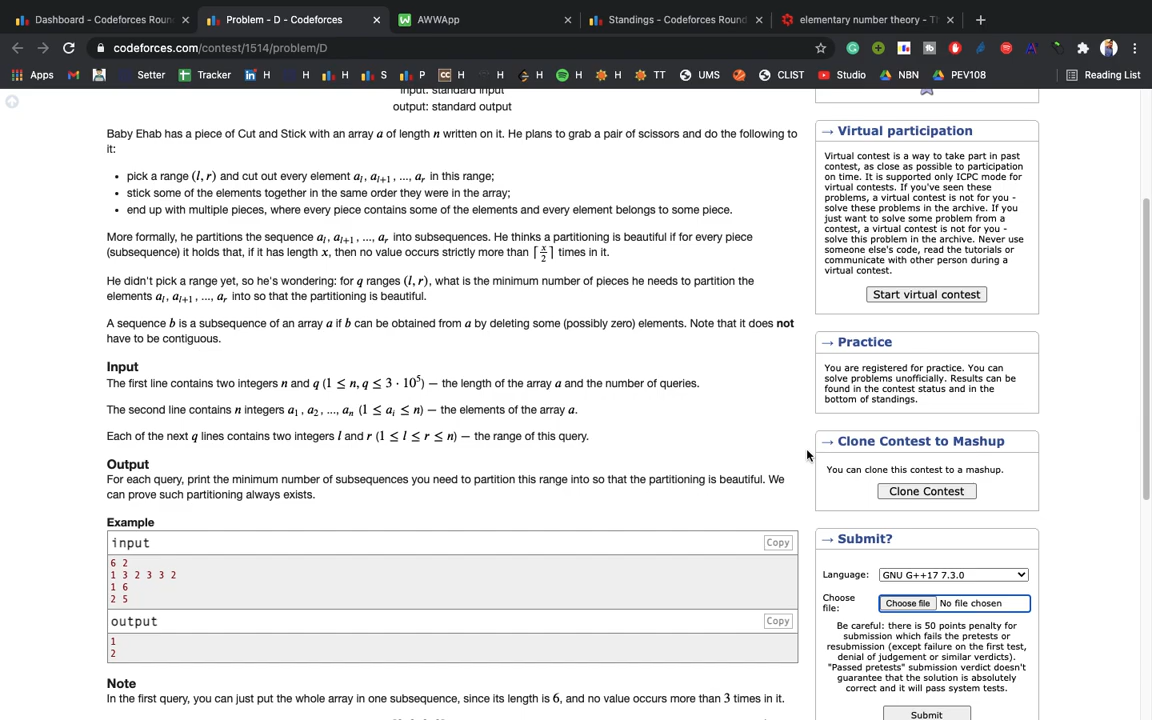 Dashboard - Codeforces Round
Problem - D - Codeforces
AWWApp
Standings - Codeforces Round
elementary number theory - Th
codeforces.com/contest/1514/problem/D
Apps
Setter
Tracker
H
H
H
S
P
CC H
H
H
H
H
TT
UMS
CLIST
Studio
NBN
PEV108
Reading List
input: standard input
output: standard output
Baby Ehab has a piece of Cut and Stick with an array a of length n written on it. He plans to grab a pair of scissors and do the following to
it:
• pick a range (l, r) and cut out every element a_l, a_{l+1}, ..., a_r in this range;
• stick some of the elements together in the same order they were in the array;
• end up with multiple pieces, where every piece contains some of the elements and every element belongs to some piece.
More formally, he partitions the sequence a_l, a_{l+1}, ..., a_r into subsequences. He thinks a partitioning is beautiful if for every piece
(subsequence) it holds that, if it has length x, then no value occurs strictly more than ⌈x/2⌉ times in it.
He didn't pick a range yet, so he's wondering: for q ranges (l, r), what is the minimum number of pieces he needs to partition the
elements a_l, a_{l+1}, ..., a_r into so that the partitioning is beautiful.
A sequence b is a subsequence of an array a if b can be obtained from a by deleting some (possibly zero) elements. Note that it does not
have to be contiguous.
Input
The first line contains two integers n and q (1 ≤ n, q ≤ 3 · 10^5) — the length of the array a and the number of queries.
The second line contains n integers a_1, a_2, ..., a_n (1 ≤ a_i ≤ n) — the elements of the array a.
Each of the next q lines contains two integers l and r (1 ≤ l ≤ r ≤ n) — the range of this query.
Output
For each query, print the minimum number of subsequences you need to partition this range into so that the partitioning is beautiful. We
can prove such partitioning always exists.
Example
input
Copy
6 2
1 3 2 3 3 2
1 6
2 5
output
Copy
1
2
Note
In the first query, you can just put the whole array in one subsequence, since its length is 6, and no value occurs more than 3 times in it.
→ Virtual participation
Virtual contest is a way to take part in past
contest, as close as possible to participation
on time. It is supported only ICPC mode for
virtual contests. If you've seen these
problems, a virtual contest is not for you -
solve these problems in the archive. If you
just want to solve some problem from a
contest, a virtual contest is not for you -
solve this problem in the archive. Never use
someone else's code, read the tutorials or
communicate with other person during a
virtual contest.
Start virtual contest
→ Practice
You are registered for practice. You can
solve problems unofficially. Results can be
found in the contest status and in the
bottom of standings.
→ Clone Contest to Mashup
You can clone this contest to a mashup.
Clone Contest
→ Submit?
Language:
GNU G++17 7.3.0
Choose
file:
Choose file
No file chosen
Be careful: there is 50 points penalty for
submission which fails the pretests or
resubmission (except failure on the first test,
denial of judgement or similar verdicts).
"Passed pretests" submission verdict doesn't
guarantee that the solution is absolutely
correct and it will pass system tests.
Submit